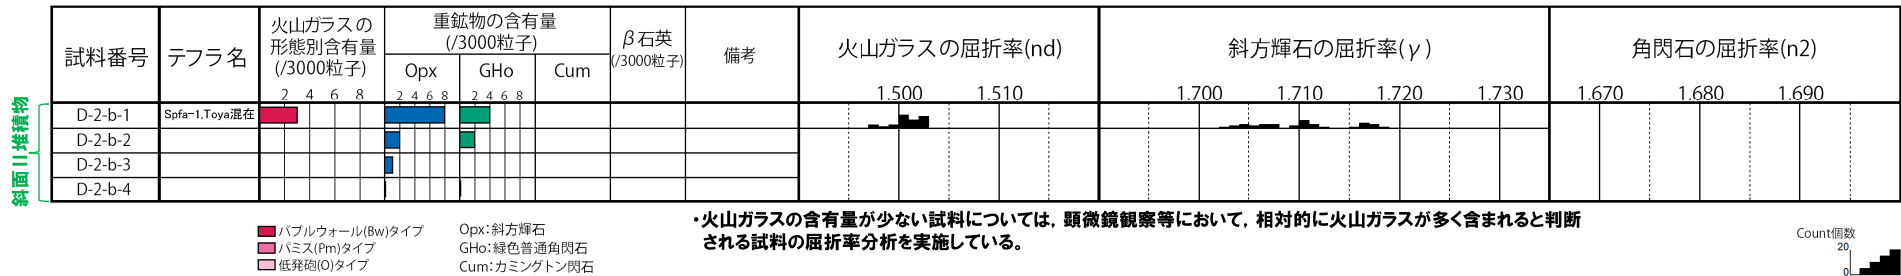 試料番号
テフラ名
火山ガラスの
形態別含有量
(/3000粒子)
2 4 6 8
重鉱物の含有量
(/3000粒子)
Opx GHo Cum
2 4 6 8 2 4 6 8
β石英
(/3000粒子)
備考
火山ガラスの屈折率(nd)
1.500 1.510
斜方輝石の屈折率(γ)
1.700 1.710 1.720 1.730
角閃石の屈折率(n2)
1.670 1.680 1.690
斜面II堆積物
D-2-b-1 Spfa-1,Toya混在
D-2-b-2
D-2-b-3
D-2-b-4
バブルウォール(Bw)タイプ
パミス(Pm)タイプ
低発砲(O)タイプ
Opx：斜方輝石
GHo：緑色普通角閃石
Cum：カミングトン閃石
・火山ガラスの含有量が少ない試料については，顕微鏡観察等において，相対的に火山ガラスが多く含まれると判断
される試料の屈折率分析を実施している。
Count個数
20
0